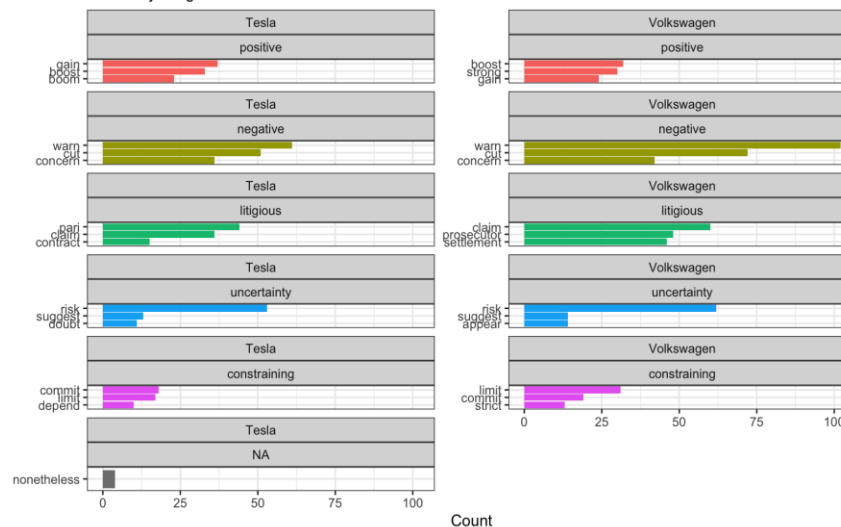 Tesla
positive
gain
boost
boom
Volkswagen
positive
boost
strong
gain
Tesla
negative
warn
cut
concern
Volkswagen
negative
warn
cut
concern
Tesla
litigious
pari
claim
contract
Volkswagen
litigious
claim
prosecutor
settlement
Tesla
uncertainty
risk
suggest
doubt
Volkswagen
uncertainty
risk
suggest
appear
Tesla
constraining
commit
limit
depend
Volkswagen
constraining
limit
commit
strict
0 25 50 75 100
Tesla
NA
nonetheless
0 25 50 75 100
Count